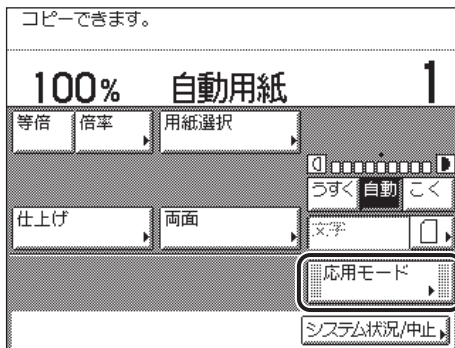 コピーできます。
100% 自動用紙 1
等倍 倍率 用紙選択
うすく 自動 こく
仕上げ 両面 文字
応用モード
システム状況/中止